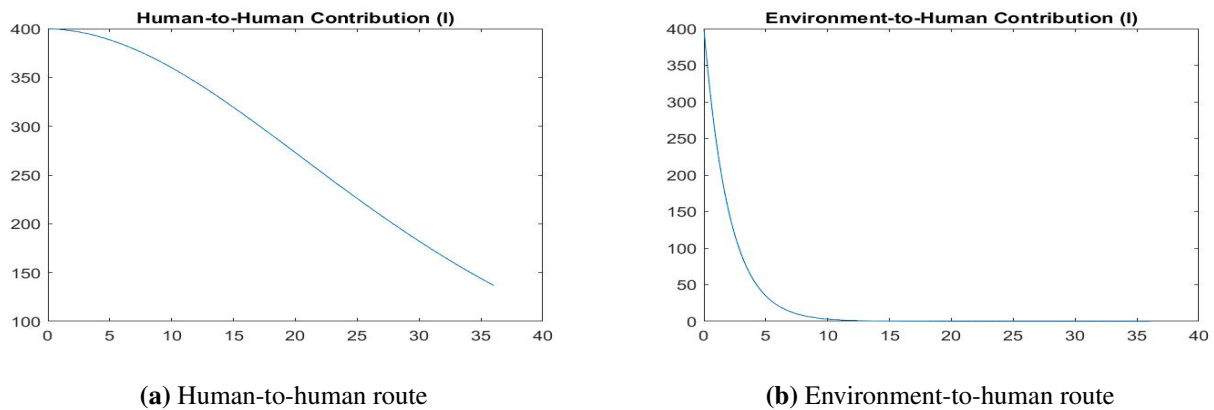 Human-to-Human Contribution (I)
400
350
300
250
200
150
100
0 5 10 15 20 25 30 35 40
(a) Human-to-human route
Environment-to-Human Contribution (I)
400
350
300
250
200
150
100
50
0
0 5 10 15 20 25 30 35 40
(b) Environment-to-human route